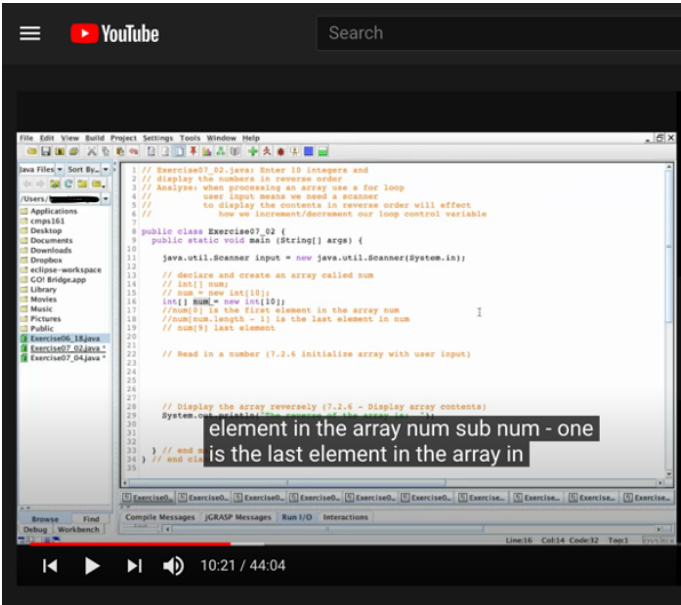 YouTube
Search
File Edit View Build Project Settings Tools Window Help
Java Files Sort By...
/Users/
Applications
cmps161
Desktop
Documents
Downloads
Dropbox
eclipse-workspace
GO! Bridge.app
Library
Movies
Music
Pictures
Public
Exercise06_18.java
Exercise07_02.java *
Exercise07_04.java *
1 // Exercise07_02.java: Enter 10 integers and
2 // display the numbers in reverse order
3 // Analyze: when processing an array use a for loop
4 // user input means we need a scanner
5 // to display the contents in reverse order will effect
6 // how we increment/decrement our loop control variable
7
8 public class Exercise07_02 {
9 public static void main (String[] args) {
10
11 java.util.Scanner input = new java.util.Scanner(System.in);
12
13 // declare and create an array called num
14 // int[] num;
15 // num = new int[10];
16 int[] num = new int[10];
17 //num[0] is the first element in the array num
18 //num[num.length - 1] is the last element in num
19 // num[9] last element
20
21
22 // Read in a number (7.2.6 initialize array with user input)
23
24
25
26
27
28 // Display the array reversely (7.2.6 - Display array contents)
29 System.out.println("The reverse of the array is:
30
31
32
33 } // end
34 } // end
35
element in the array num sub num - one
is the last element in the array in
Exercise0.. Exercise0.. Exercise0.. Exercise0.. Exercise0.. Exercise0.. Exercise.. Exercise.. Exercise.. Exercise..
Browse Find
Debug Workbench
Compile Messages jGRASP Messages Run I/O Interactions
Line:16 Col:14 Code:32 Top:1
10:21 / 44:04